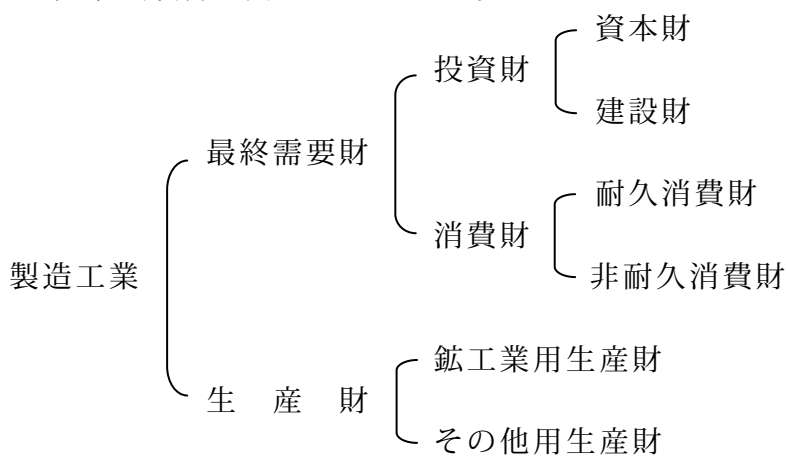 資本財
投資財
建設財
最終需要財
耐久消費財
消費財
非耐久消費財
製造工業
鉱工業用生産財
生 産 財
その他用生産財